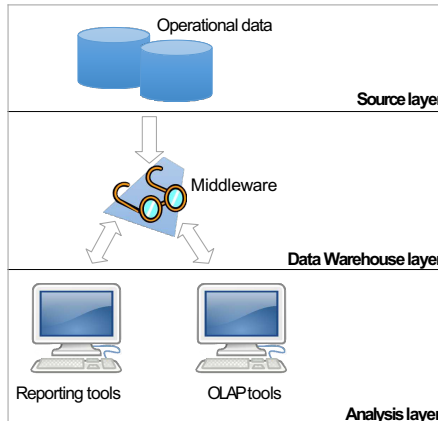 Operational data
Source layer
Middleware
Data Warehouse layer
Reporting tools
OLAP tools
Analysis layer